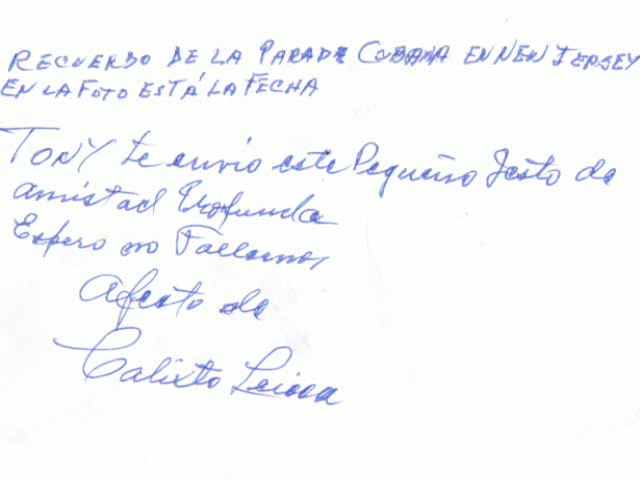 RECUERDO DE LA PARADE CUBANA EN NEW JERSEY
EN LA FOTO ESTÁ LA FECHA
TONY te envio este Pequeño Jesto de
amistad Profunda
Espero no
Afecto de
Calixto